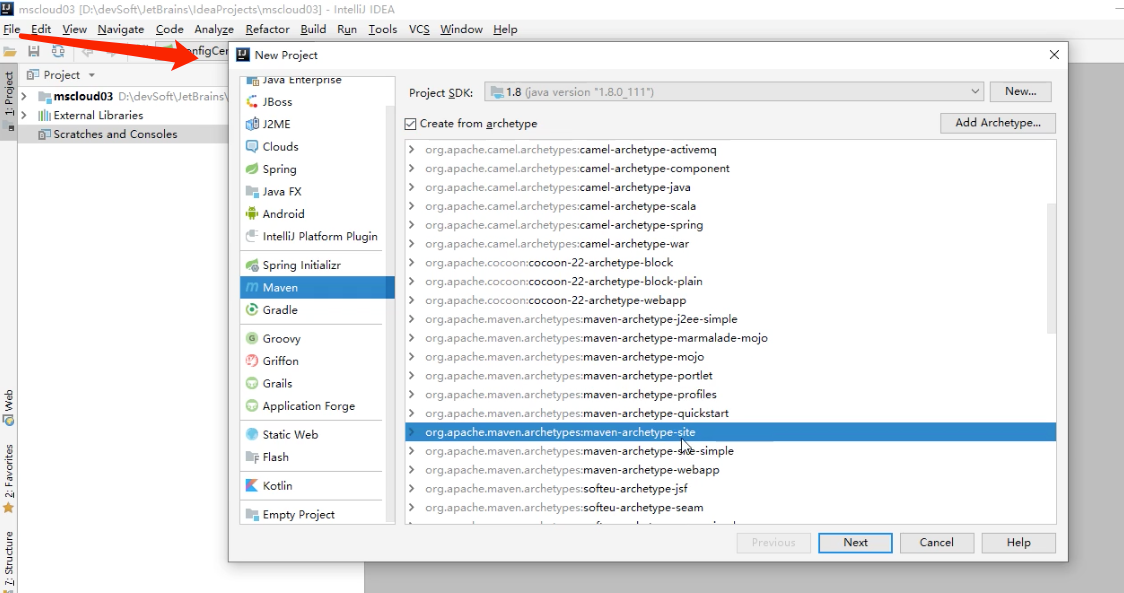 mscloud03 [D:\devSoft\JetBrains\IdeaProjects\mscloud03] - IntelliJ IDEA
File Edit View Navigate Code Analyze Refactor Build Run Tools VCS Window Help
New Project
Project
1: Project
mscloud03 D:\devSoft\JetBrains\
External Libraries
Scratches and Consoles
Web
2: Favorites
7: Structure
Java Enterprise
JBoss
J2ME
Clouds
Spring
Java FX
Android
IntelliJ Platform Plugin
Spring Initializr
Maven
Gradle
Groovy
Griffon
Grails
Application Forge
Static Web
Flash
Kotlin
Empty Project
Project SDK: 1.8 (java version "1.8.0_111") New...
Create from archetype Add Archetype...
org.apache.camel.archetypes:camel-archetype-activemq
org.apache.camel.archetypes:camel-archetype-component
org.apache.camel.archetypes:camel-archetype-java
org.apache.camel.archetypes:camel-archetype-scala
org.apache.camel.archetypes:camel-archetype-spring
org.apache.camel.archetypes:camel-archetype-war
org.apache.cocoon:cocoon-22-archetype-block
org.apache.cocoon:cocoon-22-archetype-block-plain
org.apache.cocoon:cocoon-22-archetype-webapp
org.apache.maven.archetypes:maven-archetype-j2ee-simple
org.apache.maven.archetypes:maven-archetype-marmalade-mojo
org.apache.maven.archetypes:maven-archetype-mojo
org.apache.maven.archetypes:maven-archetype-portlet
org.apache.maven.archetypes:maven-archetype-profiles
org.apache.maven.archetypes:maven-archetype-quickstart
org.apache.maven.archetypes:maven-archetype-site
org.apache.maven.archetypes:maven-archetype-site-simple
org.apache.maven.archetypes:maven-archetype-webapp
org.apache.maven.archetypes:softeu-archetype-jsf
org.apache.maven.archetypes:softeu-archetype-seam
Previous Next Cancel Help